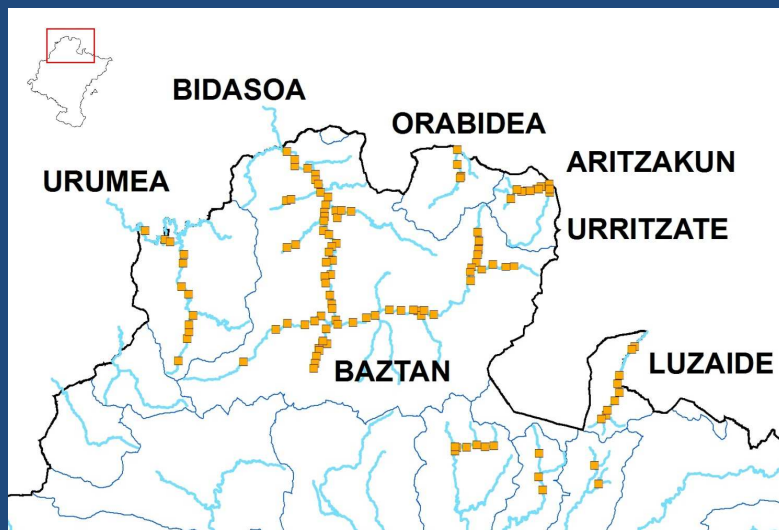 BIDASOA
ORABIDEA
ARITZAKUN
URUMEA
URRITZATE
LUZAIDE
BAZTAN